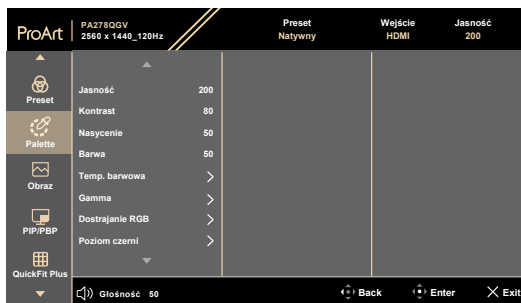 ProArt
PA278QGV
2560 x 1440_120Hz
Preset
Natywny
Wejście
HDMI
Jasność
200
Preset
Palette
Obraz
PIP/PBP
QuickFit Plus
Jasność 200
Kontrast 80
Nasycenie 50
Barwa 50
Temp. barwowa
Gamma
Dostrajanie RGB
Poziom czerni
Głośność 50
Back
Enter
Exit